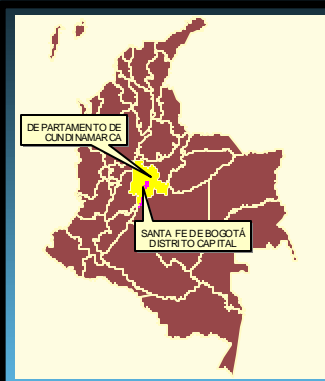 DEPARTAMENTO DE
CUNDINAMARCA
SANTA FE DE BOGOTÁ
DISTRITO CAPITAL